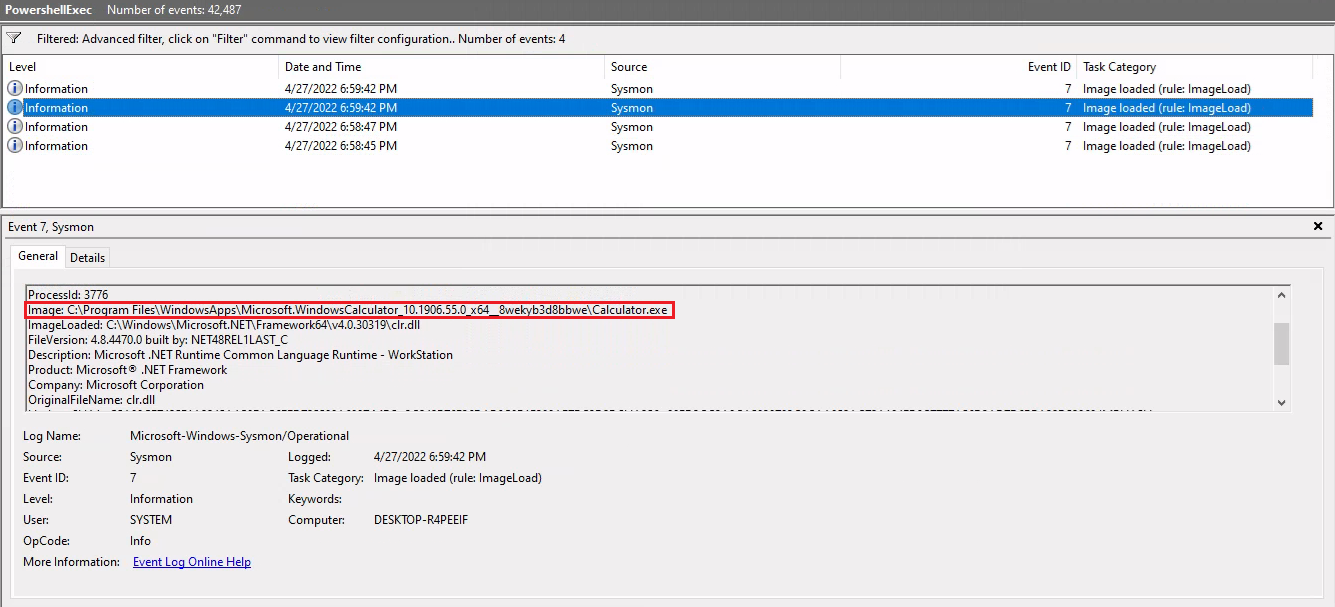 PowershellExec Number of events: 42,487
Filtered: Advanced filter, click on "Filter" command to view filter configuration.. Number of events: 4
Level Date and Time Source Event ID Task Category
Information 4/27/2022 6:59:42 PM Sysmon 7 Image loaded (rule: ImageLoad)
Information 4/27/2022 6:59:42 PM Sysmon 7 Image loaded (rule: ImageLoad)
Information 4/27/2022 6:58:47 PM Sysmon 7 Image loaded (rule: ImageLoad)
Information 4/27/2022 6:58:45 PM Sysmon 7 Image loaded (rule: ImageLoad)
Event 7, Sysmon
General Details
ProcessId: 3776
Image: C:\Program Files\WindowsApps\Microsoft.WindowsCalculator_10.1906.55.0_x64__8wekyb3d8bbwe\Calculator.exe
ImageLoaded: C:\Windows\Microsoft.NET\Framework64\v4.0.30319\clr.dll
FileVersion: 4.8.4470.0 built by: NET48REL1LAST_C
Description: Microsoft .NET Runtime Common Language Runtime - WorkStation
Product: Microsoft® .NET Framework
Company: Microsoft Corporation
OriginalFileName: clr.dll
Log Name: Microsoft-Windows-Sysmon/Operational
Source: Sysmon Logged: 4/27/2022 6:59:42 PM
Event ID: 7 Task Category: Image loaded (rule: ImageLoad)
Level: Information Keywords:
User: SYSTEM Computer: DESKTOP-R4PEEIF
OpCode: Info
More Information: Event Log Online Help